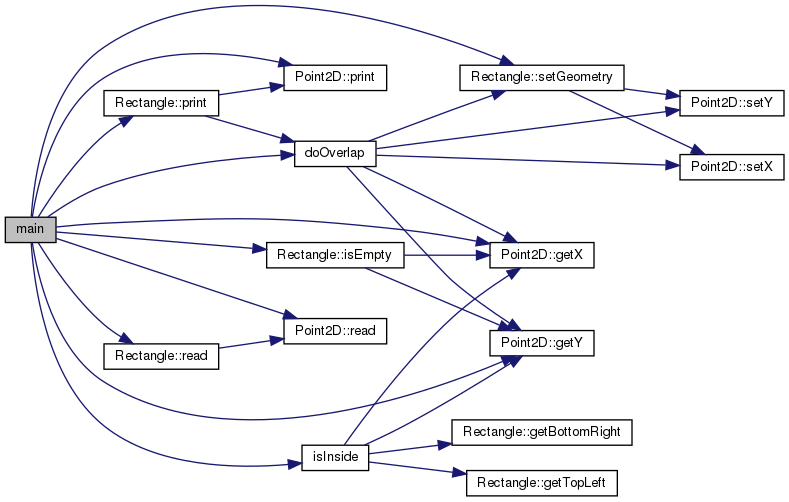 main
Rectangle::print
Point2D::print
doOverlap
Rectangle::setGeometry
Point2D::setY
Point2D::setX
Rectangle::isEmpty
Point2D::getX
Point2D::read
Rectangle::read
Point2D::getY
isInside
Rectangle::getBottomRight
Rectangle::getTopLeft